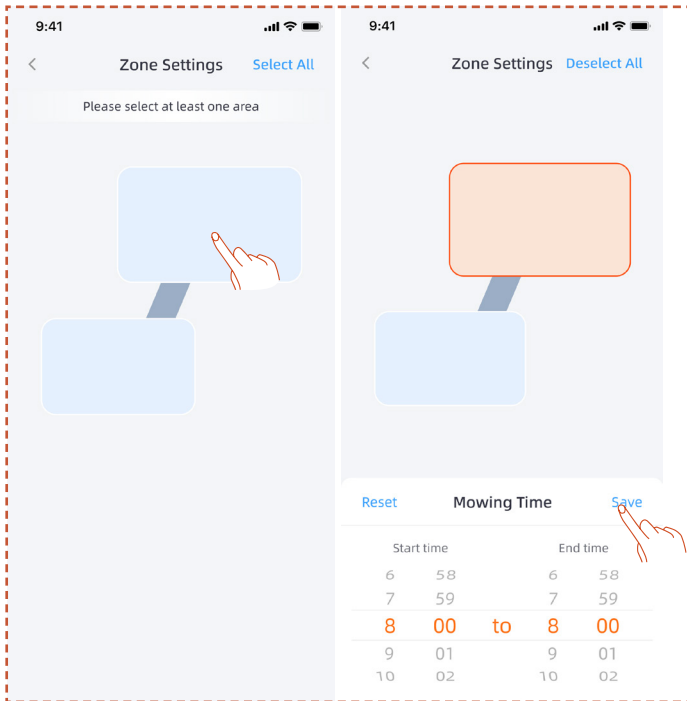 9:41
Zone Settings Select All
Please select at least one area
9:41
Zone Settings Deselect All
Reset Mowing Time Save
Start time End time
6 58 6 58
7 59 7 59
8 00 to 8 00
9 01 9 01
10 02 10 02